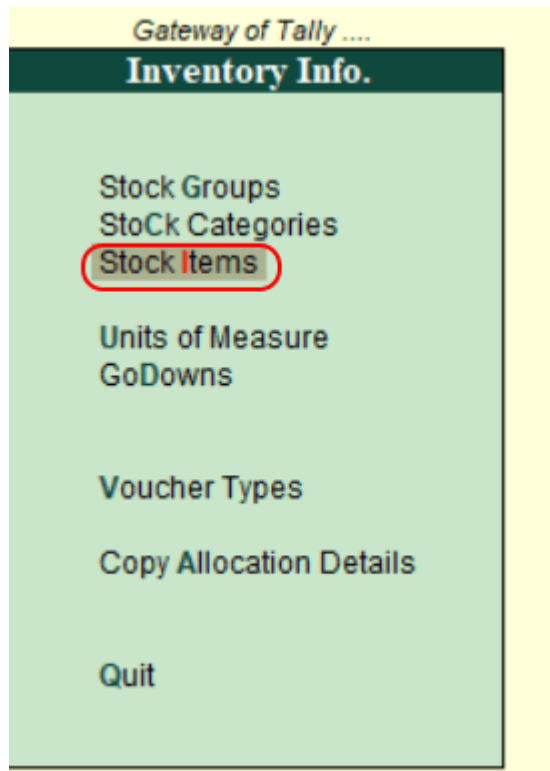 Gateway of Tally ....
Inventory Info.
Stock Groups
StoCk Categories
Stock Items
Units of Measure
GoDowns
Voucher Types
Copy Allocation Details
Quit